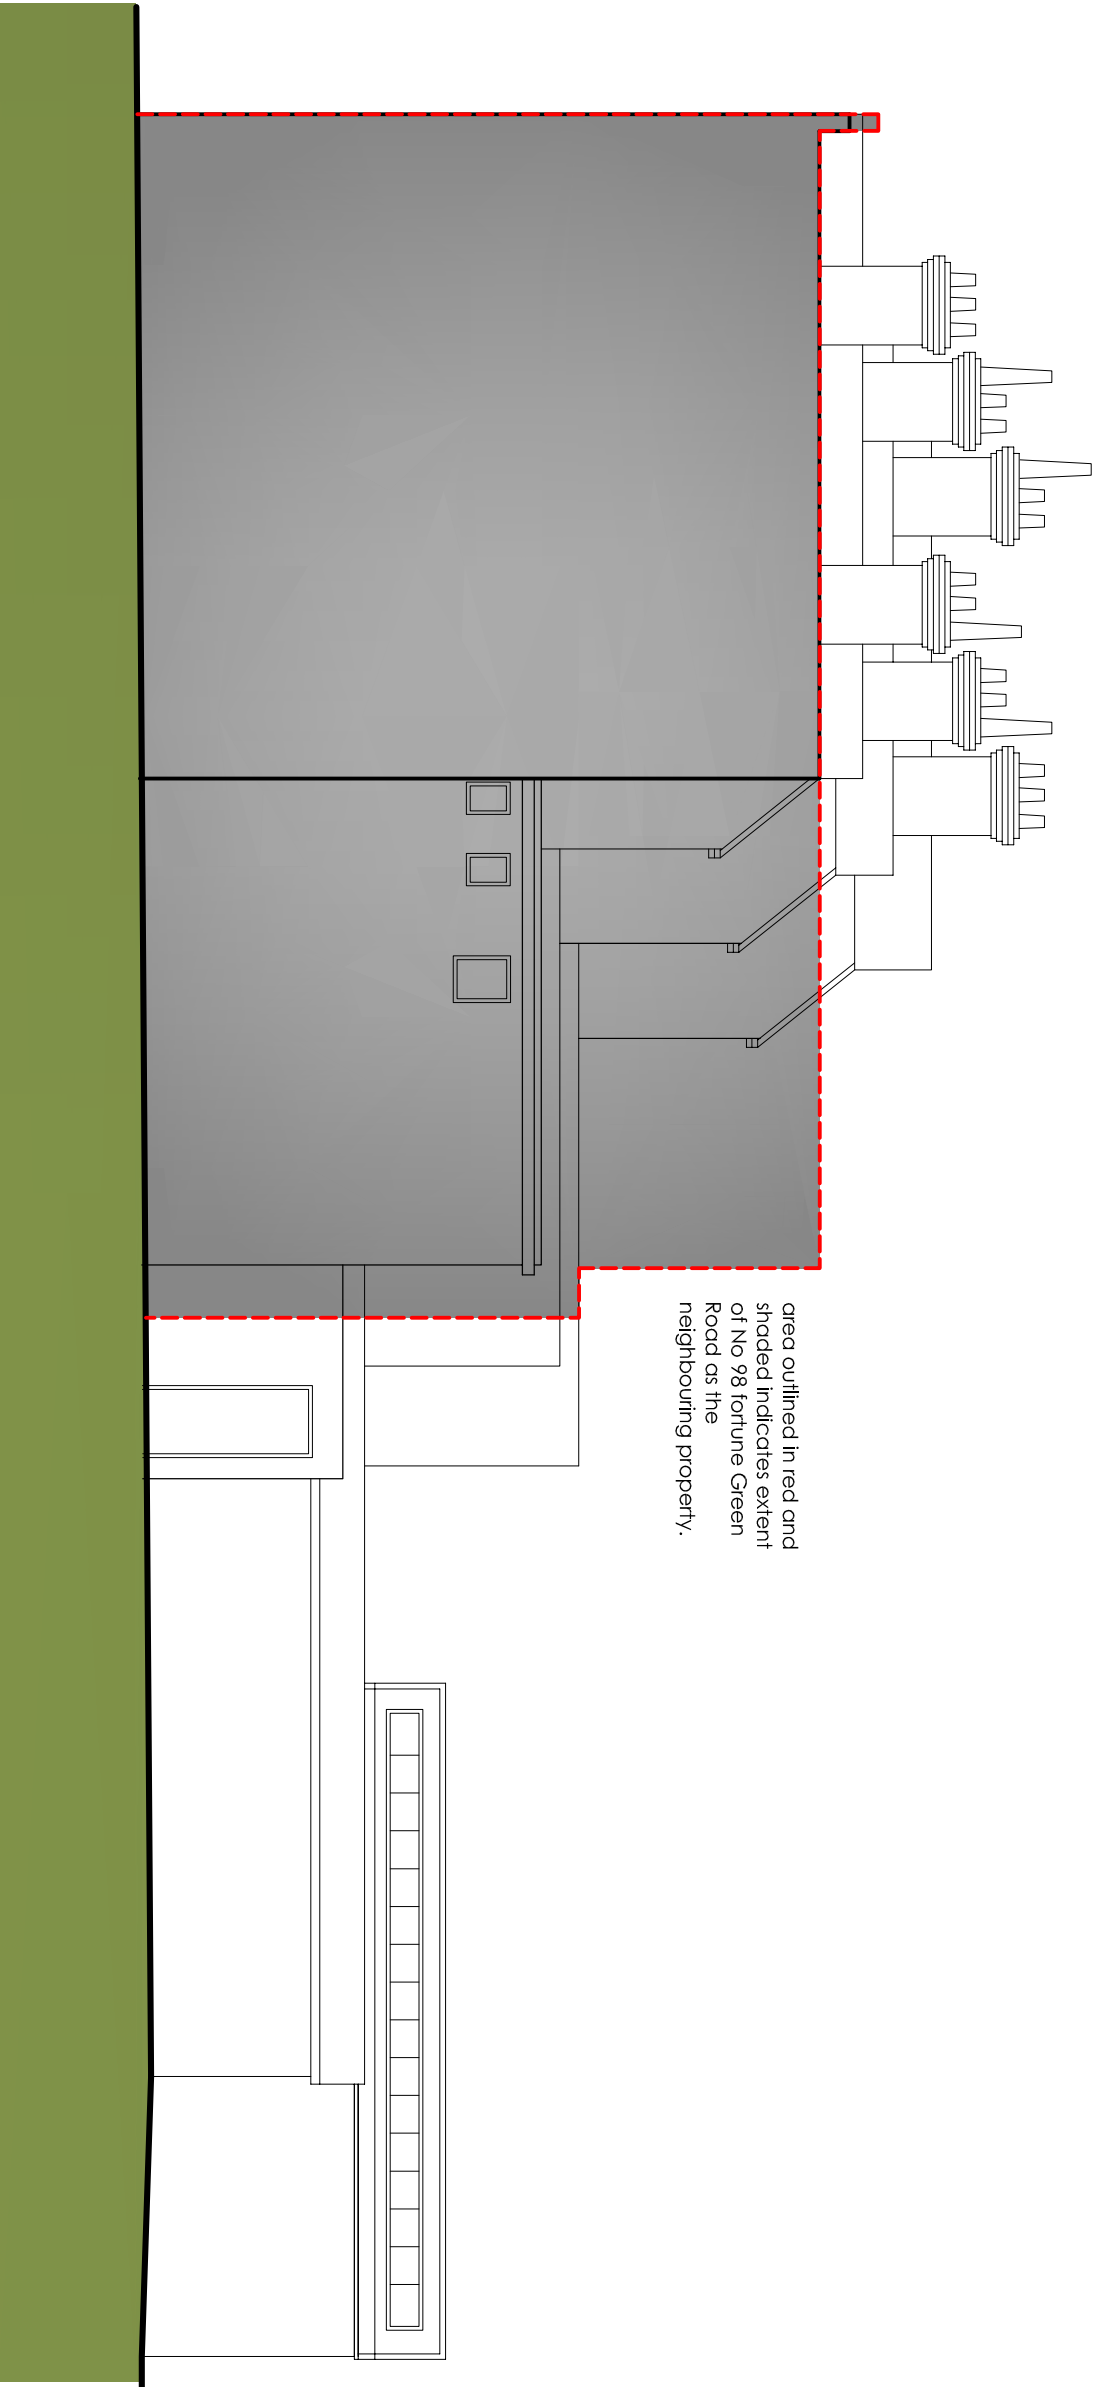 area outlined in red and
shaded indicates extent
of No 98 fortune Green
Road as the
neighbouring property.